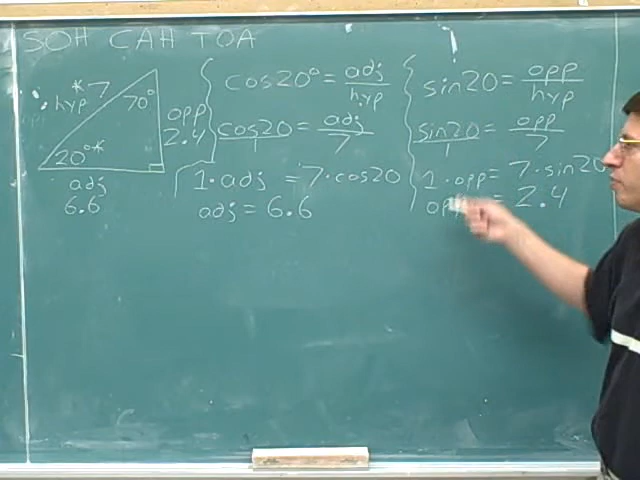 SOH CAH TOA
* 7
hyp
70°
opp
2.4
20°*
adj
6.6
cos20° = adj/hyp
cos20/1 = adj/7
1·adj = 7·cos20
adj = 6.6
sin20 = opp/hyp
sin20/1 = opp/7
1·opp = 7·sin20
opp = 2.4